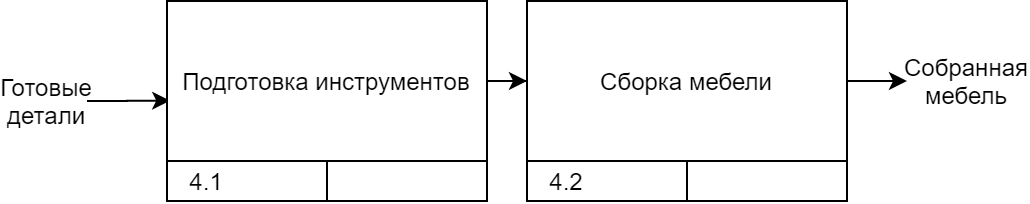 Готовые
детали
Подготовка инструментов
4.1
Сборка мебели
4.2
Собранная
мебель